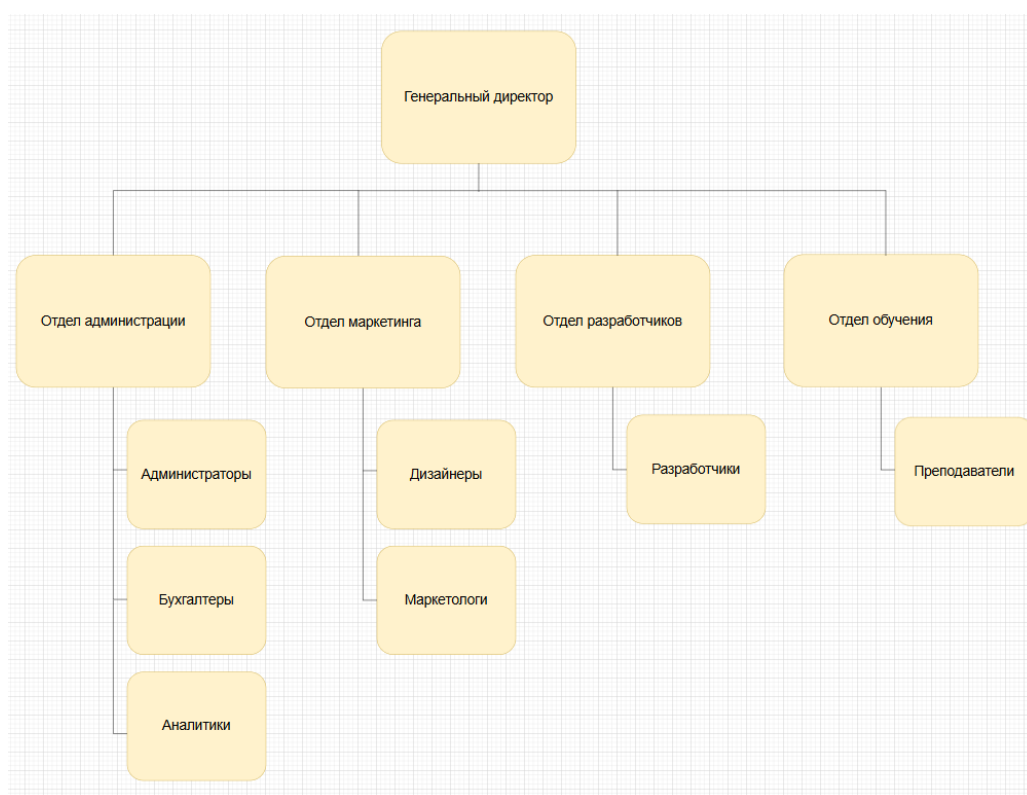 Генеральный директор
Отдел администрации
Отдел маркетинга
Отдел разработчиков
Отдел обучения
Администраторы
Дизайнеры
Разработчики
Преподаватели
Бухгалтеры
Маркетологи
Аналитики